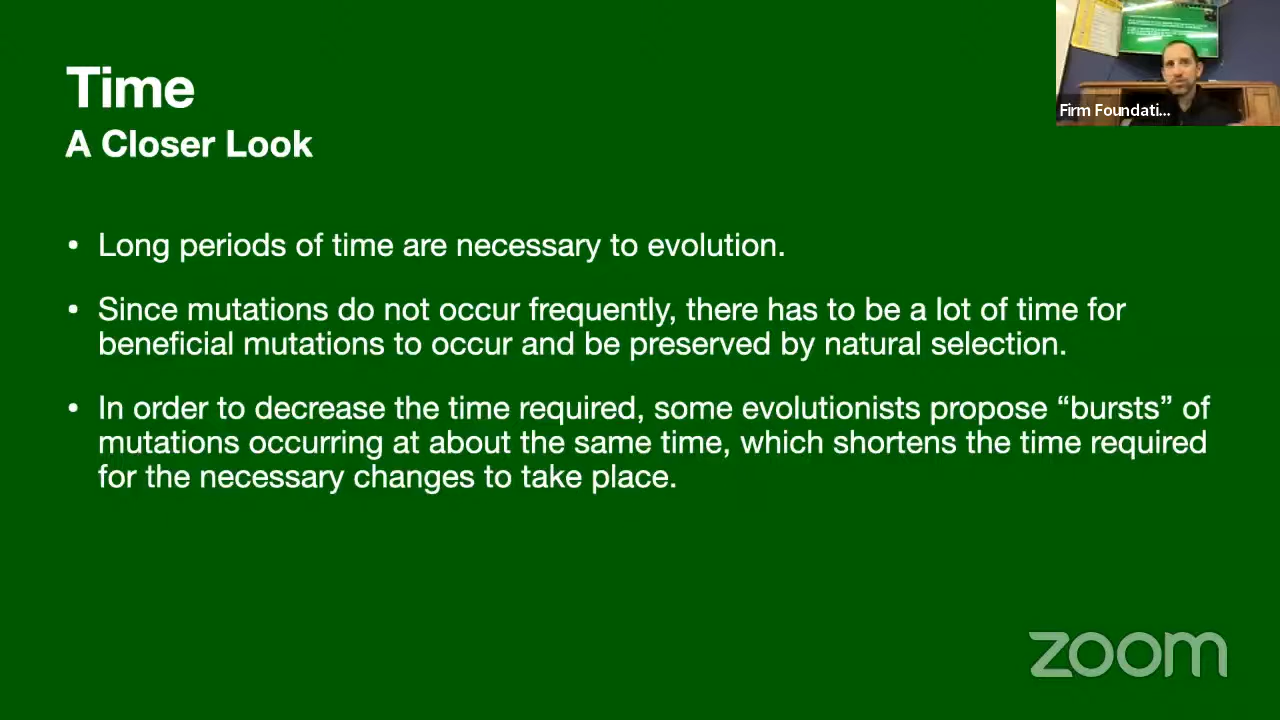 Time
A Closer Look
• Long periods of time are necessary to evolution.
• Since mutations do not occur frequently, there has to be a lot of time for
beneficial mutations to occur and be preserved by natural selection.
• In order to decrease the time required, some evolutionists propose “bursts” of
mutations occurring at about the same time, which shortens the time required
for the necessary changes to take place.
Firm Foundati...
zoom